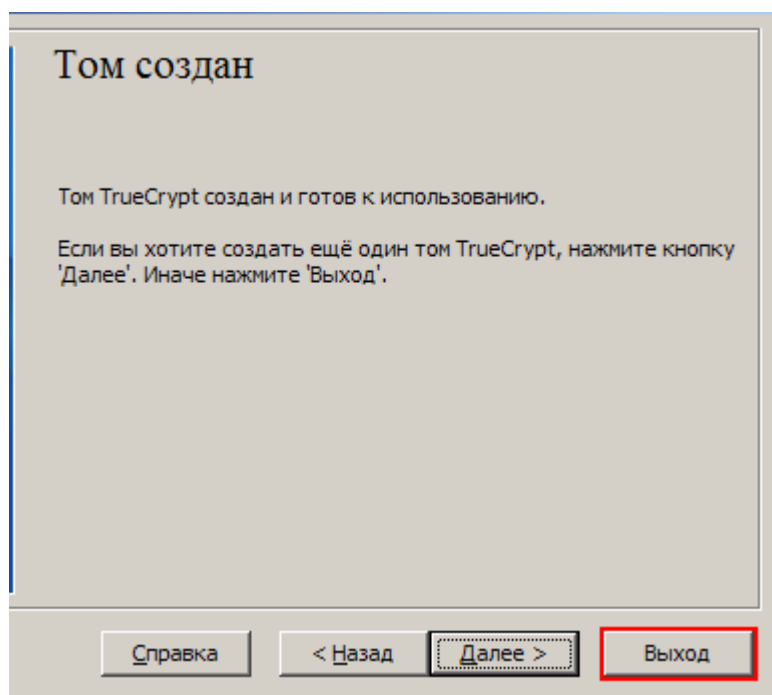 Том создан
Том TrueCrypt создан и готов к использованию.
Если вы хотите создать ещё один том TrueCrypt, нажмите кнопку
'Далее'. Иначе нажмите 'Выход'.
Справка
< Назад
Далее >
Выход